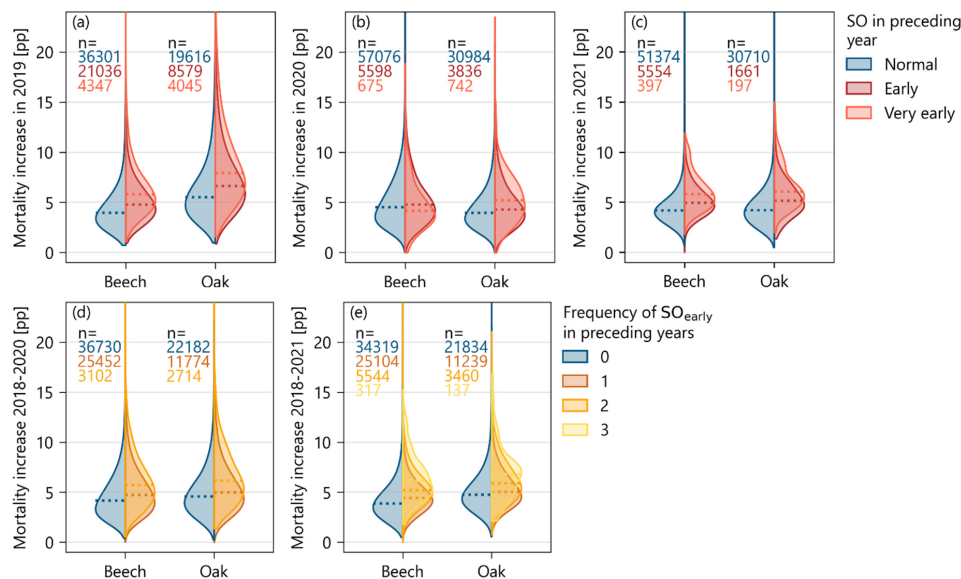 (a)
n=
n=
36301
19616
21036
8579
4347
4045
Mortality increase in 2019 [pp]
20
15
10
5
0
Beech
Oak
(b)
n=
n=
57076
30984
5598
3836
675
742
Mortality increase in 2020 [pp]
20
15
10
5
0
Beech
Oak
(c)
n=
n=
51374
30710
5554
1661
397
197
Mortality increase in 2021 [pp]
20
15
10
5
0
Beech
Oak
SO in preceding
year
Normal
Early
Very early
(d)
n=
n=
36730
22182
25452
11774
3102
2714
Mortality increase 2018-2020 [pp]
20
15
10
5
0
Beech
Oak
(e)
n=
n=
34319
21834
25104
11239
5544
3460
317
137
Mortality increase 2018-2021 [pp]
20
15
10
5
0
Beech
Oak
Frequency of SOearly
in preceding years
0
1
2
3